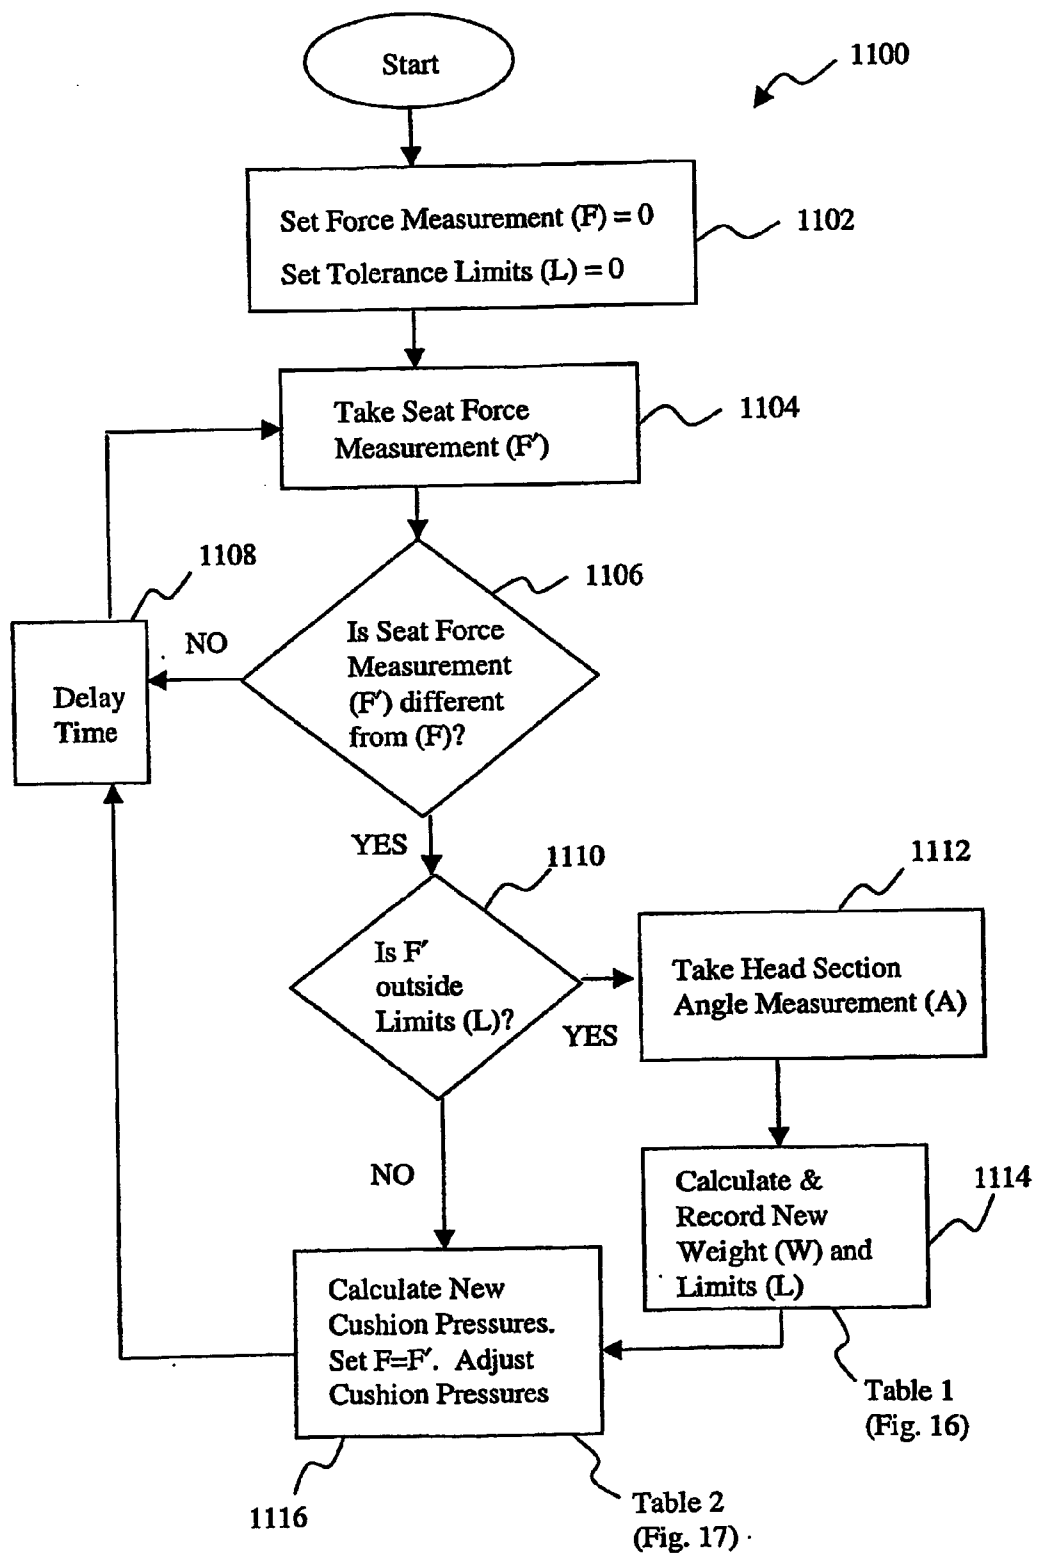 Start
1100
Set Force Measurement (F) = 0
Set Tolerance Limits (L) = 0
1102
Take Seat Force
Measurement (F′)
1104
1108
1106
NO
Is Seat Force
Measurement
(F′) different
from (F)?
Delay
Time
YES
1110
1112
Is F′
outside
Limits (L)?
YES
Take Head Section
Angle Measurement (A)
NO
Calculate &
Record New
Weight (W) and
Limits (L)
1114
Calculate New
Cushion Pressures.
Set F=F′. Adjust
Cushion Pressures
Table 1
(Fig. 16)
1116
Table 2
(Fig. 17)